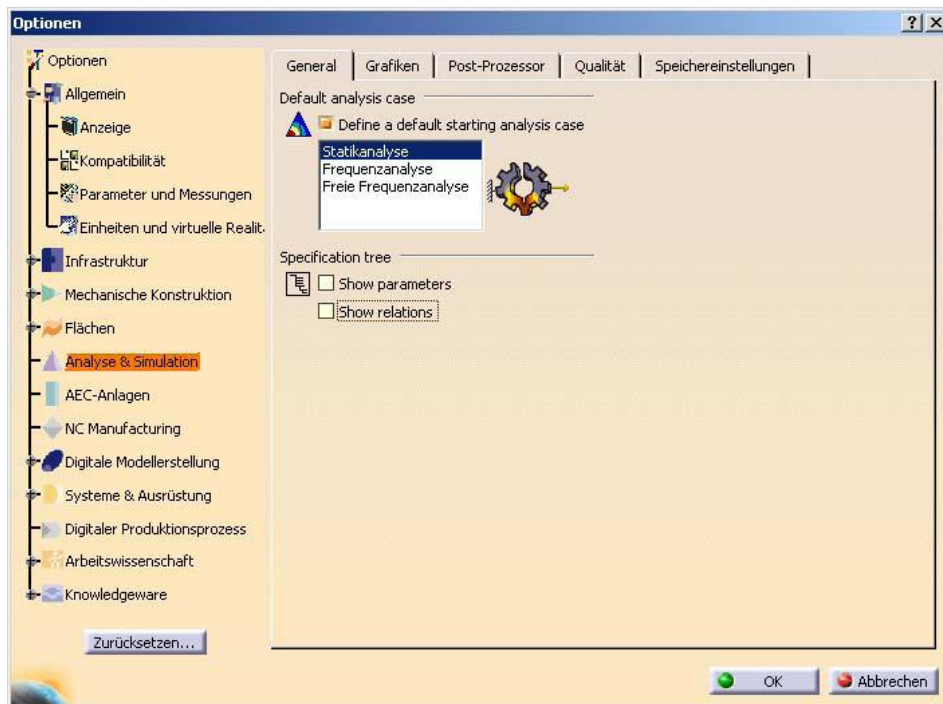 Optionen
Optionen
Allgemein
Anzeige
Kompatibilität
Parameter und Messungen
Einheiten und virtuelle Realit
Infrastruktur
Mechanische Konstruktion
Flächen
Analyse & Simulation
AEC-Anlagen
NC Manufacturing
Digitale Modellerstellung
Systeme & Ausrüstung
Digitaler Produktionsprozess
Arbeitswissenschaft
Knowledgeware
Zurücksetzen...
General Grafiken Post-Prozessor Qualität Speichereinstellungen
Default analysis case
Define a default starting analysis case
Statikanalyse
Frequenzanalyse
Freie Frequenzanalyse
Specification tree
Show parameters
Show relations
OK Abbrechen